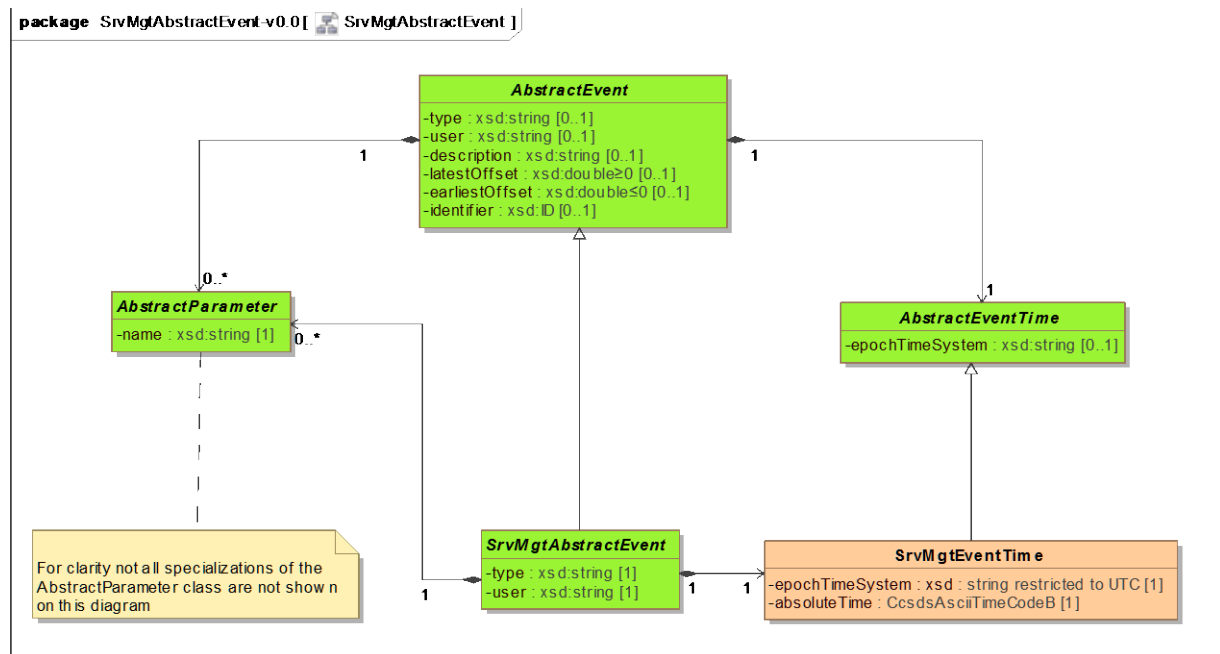 package SrvMgtAbstractEvent-v0.0 [ SrvMgtAbstractEvent ]
AbstractEvent
-type : xsd:string [0..1]
-user : xsd:string [0..1]
-description : xsd:string [0..1]
-latestOffset : xsd:double≥0 [0..1]
-earliestOffset : xsd:double≤0 [0..1]
-identifier : xsd:ID [0..1]
1
1
0..*
1
AbstractParameter
-name : xsd:string [1]
0..*
AbstractEventTime
-epochTimeSystem : xsd:string [0..1]
For clarity not all specializations of the
AbstractParameter class are not shown
on this diagram
SrvMgtAbstractEvent
-type : xsd:string [1]
-user : xsd:string [1]
1
1
1
SrvMgtEventTime
-epochTimeSystem : xsd : string restricted to UTC [1]
-absoluteTime : CcsdsAsciiTimeCodeB [1]